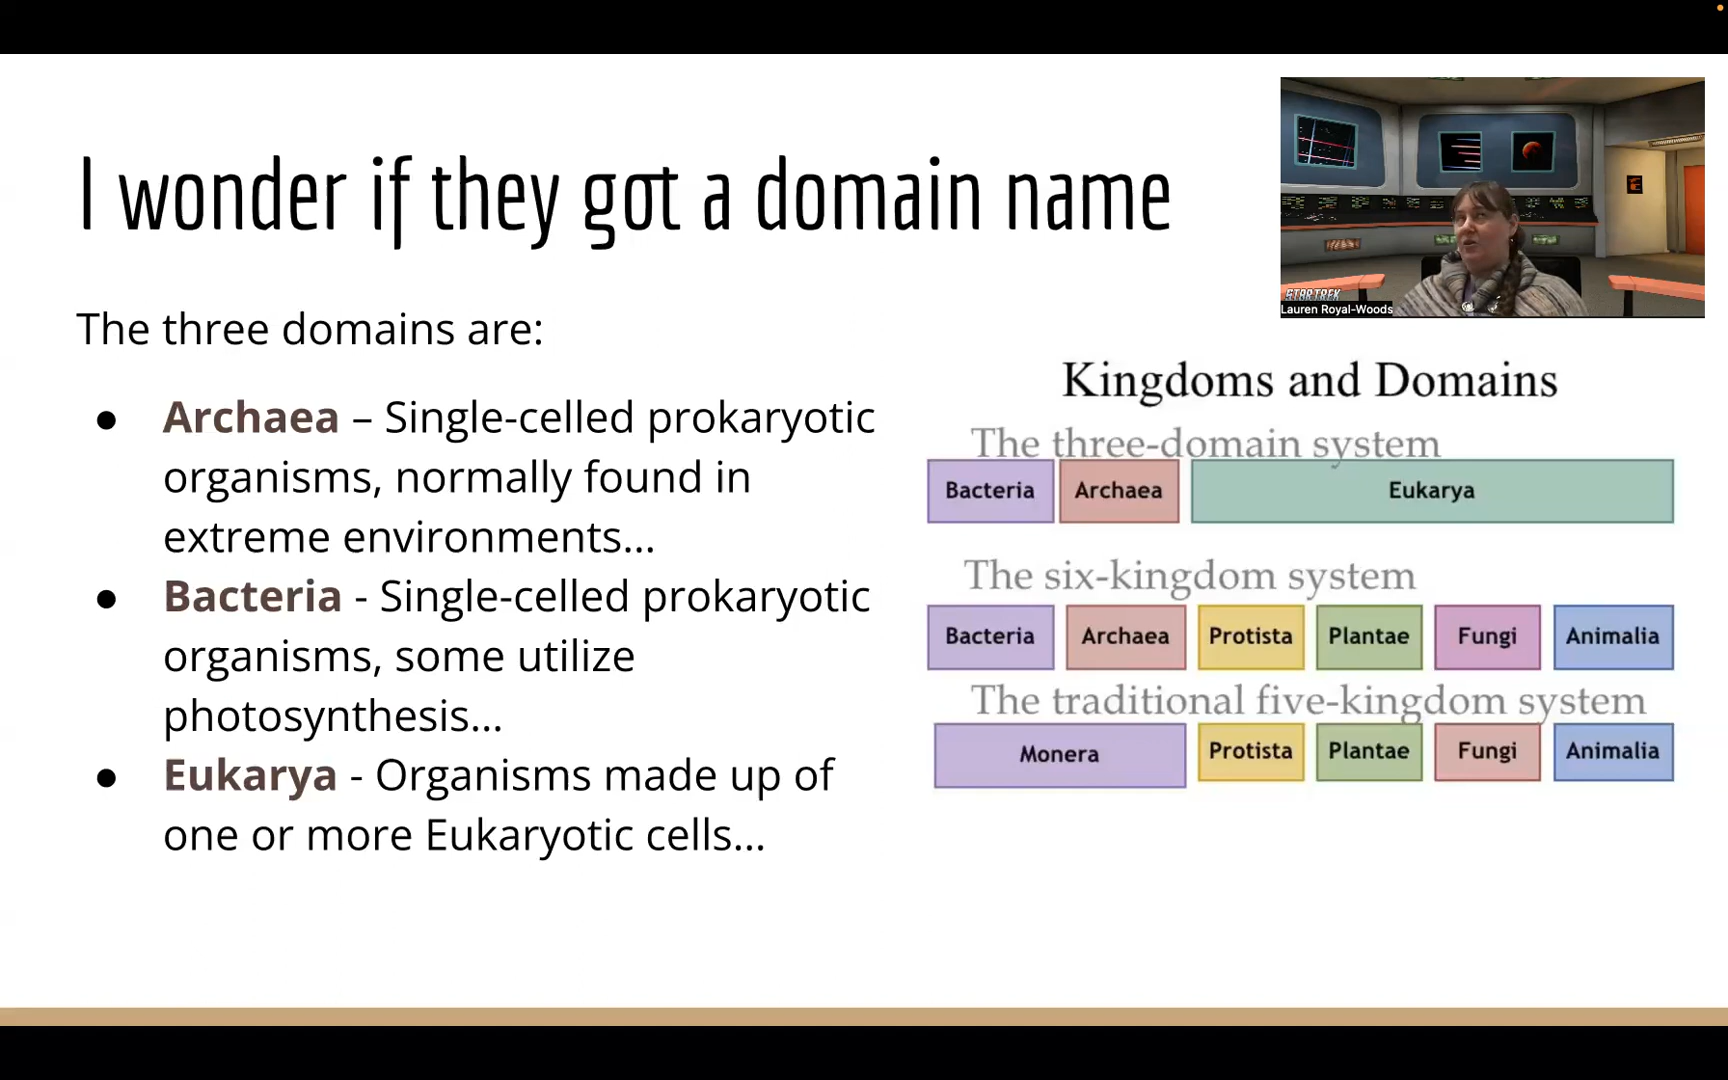 I wonder if they got a domain name
STAR TREK
Lauren Royal-Woods
The three domains are:
● Archaea – Single-celled prokaryotic
organisms, normally found in
extreme environments...
● Bacteria - Single-celled prokaryotic
organisms, some utilize
photosynthesis...
● Eukarya - Organisms made up of
one or more Eukaryotic cells...
Kingdoms and Domains
The three-domain system
Bacteria Archaea Eukarya
The six-kingdom system
Bacteria Archaea Protista Plantae Fungi Animalia
The traditional five-kingdom system
Monera Protista Plantae Fungi Animalia